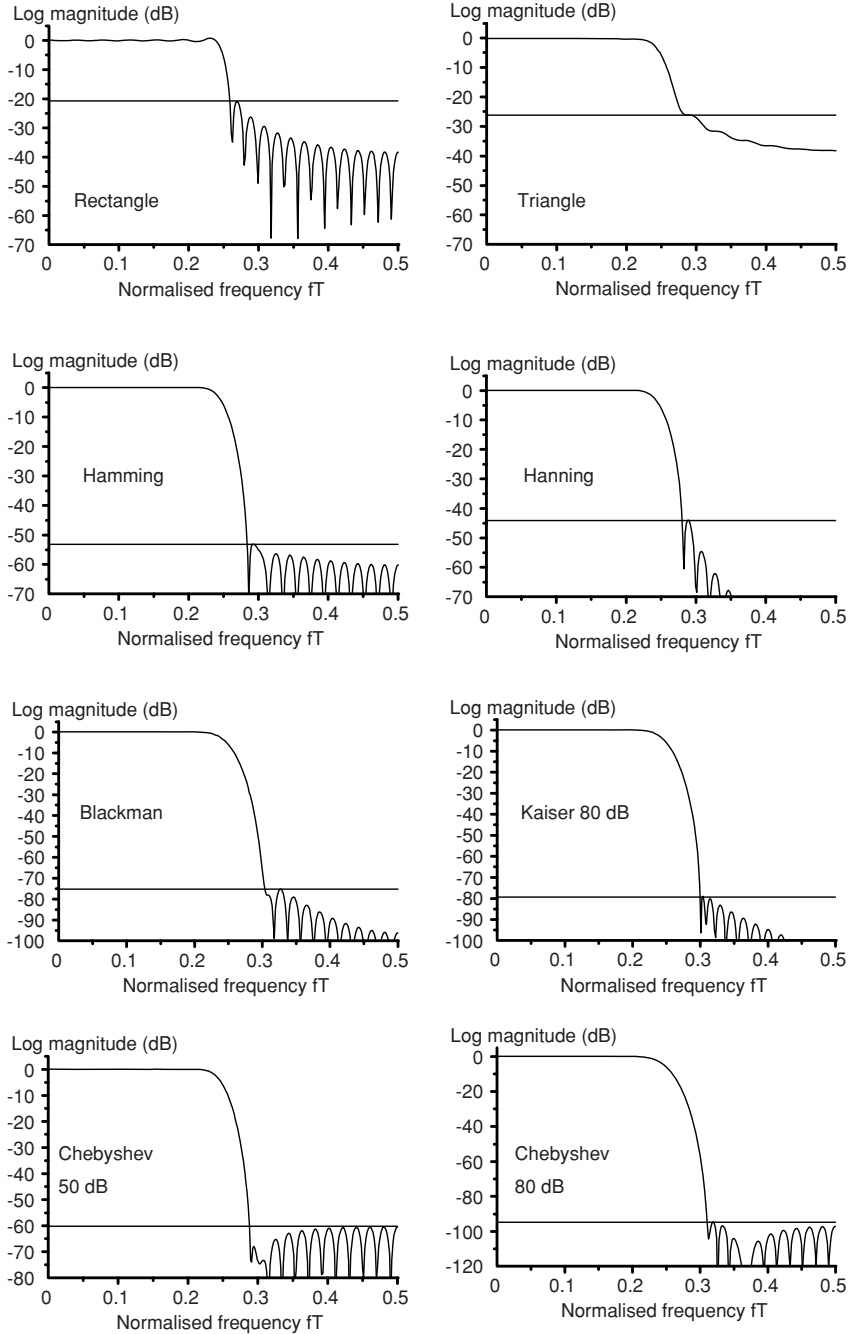 Log magnitude (dB)
0
-10
-20
-30
-40
-50
-60
-70
Rectangle
0 0.1 0.2 0.3 0.4 0.5
Normalised frequency fT
Log magnitude (dB)
0
-10
-20
-30
-40
-50
-60
-70
Triangle
0 0.1 0.2 0.3 0.4 0.5
Normalised frequency fT
Log magnitude (dB)
0
-10
-20
-30
-40
-50
-60
-70
Hamming
0 0.1 0.2 0.3 0.4 0.5
Normalised frequency fT
Log magnitude (dB)
0
-10
-20
-30
-40
-50
-60
-70
Hanning
0 0.1 0.2 0.3 0.4 0.5
Normalised frequency fT
Log magnitude (dB)
0
-10
-20
-30
-40
-50
-60
-70
-80
-90
-100
Blackman
0 0.1 0.2 0.3 0.4 0.5
Normalised frequency fT
Log magnitude (dB)
0
-10
-20
-30
-40
-50
-60
-70
-80
-90
-100
Kaiser 80 dB
0 0.1 0.2 0.3 0.4 0.5
Normalised frequency fT
Log magnitude (dB)
0
-10
-20
-30
-40
-50
-60
-70
-80
Chebyshev
50 dB
0 0.1 0.2 0.3 0.4 0.5
Normalised frequency fT
Log magnitude (dB)
0
-20
-40
-60
-80
-100
-120
Chebyshev
80 dB
0 0.1 0.2 0.3 0.4 0.5
Normalised frequency fT